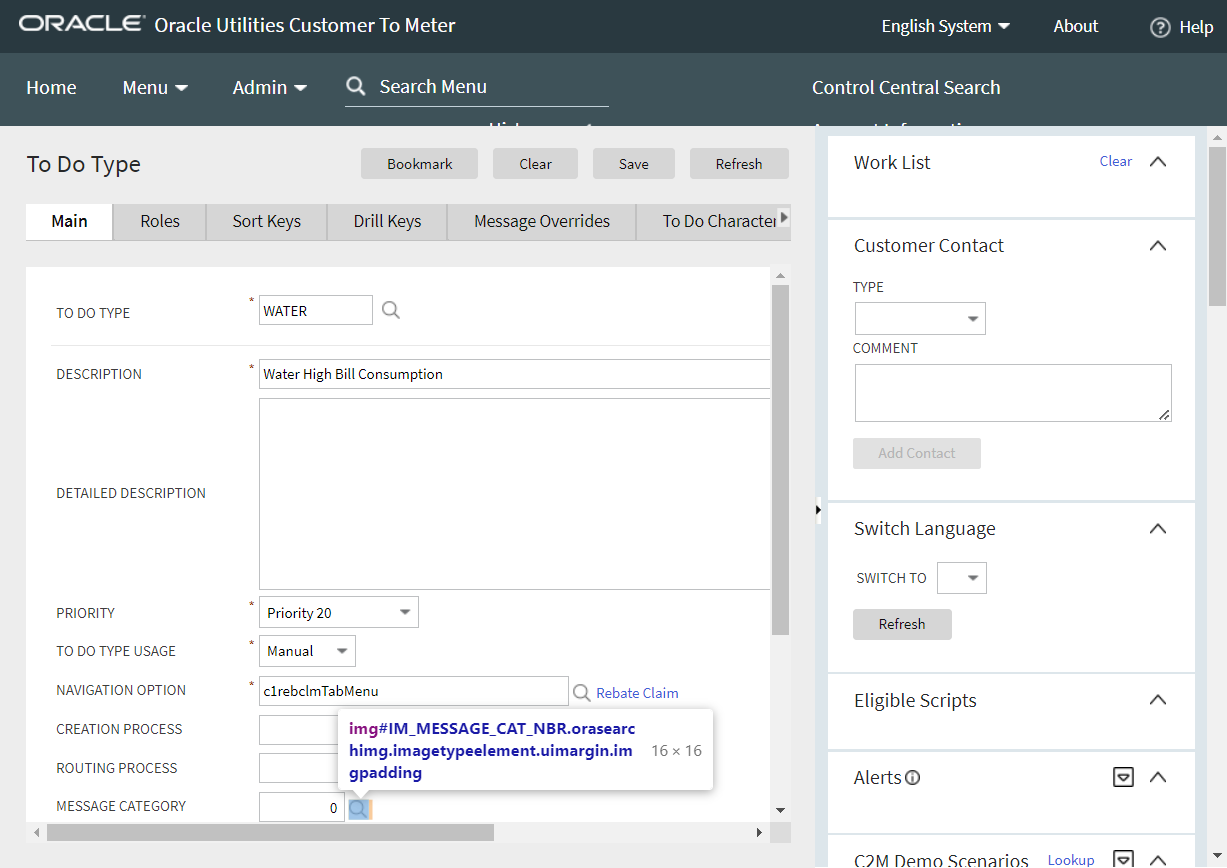 ORACLE Oracle Utilities Customer To Meter
English System
About
Help
Home
Menu
Admin
Search Menu
Control Central Search
To Do Type
Bookmark
Clear
Save
Refresh
Main
Roles
Sort Keys
Drill Keys
Message Overrides
To Do Character
TO DO TYPE * WATER
DESCRIPTION * Water High Bill Consumption
DETAILED DESCRIPTION
PRIORITY * Priority 20
TO DO TYPE USAGE * Manual
NAVIGATION OPTION * c1rebclmTabMenu Rebate Claim
CREATION PROCESS
ROUTING PROCESS
MESSAGE CATEGORY 0
img#IM_MESSAGE_CAT_NBR.orasearc
himg.imagetypeelement.uimargin.im
gpadding
16 × 16
Work List
Clear
Customer Contact
TYPE
COMMENT
Add Contact
Switch Language
SWITCH TO
Refresh
Eligible Scripts
Alerts
C2M Demo Scenarios
Lookup